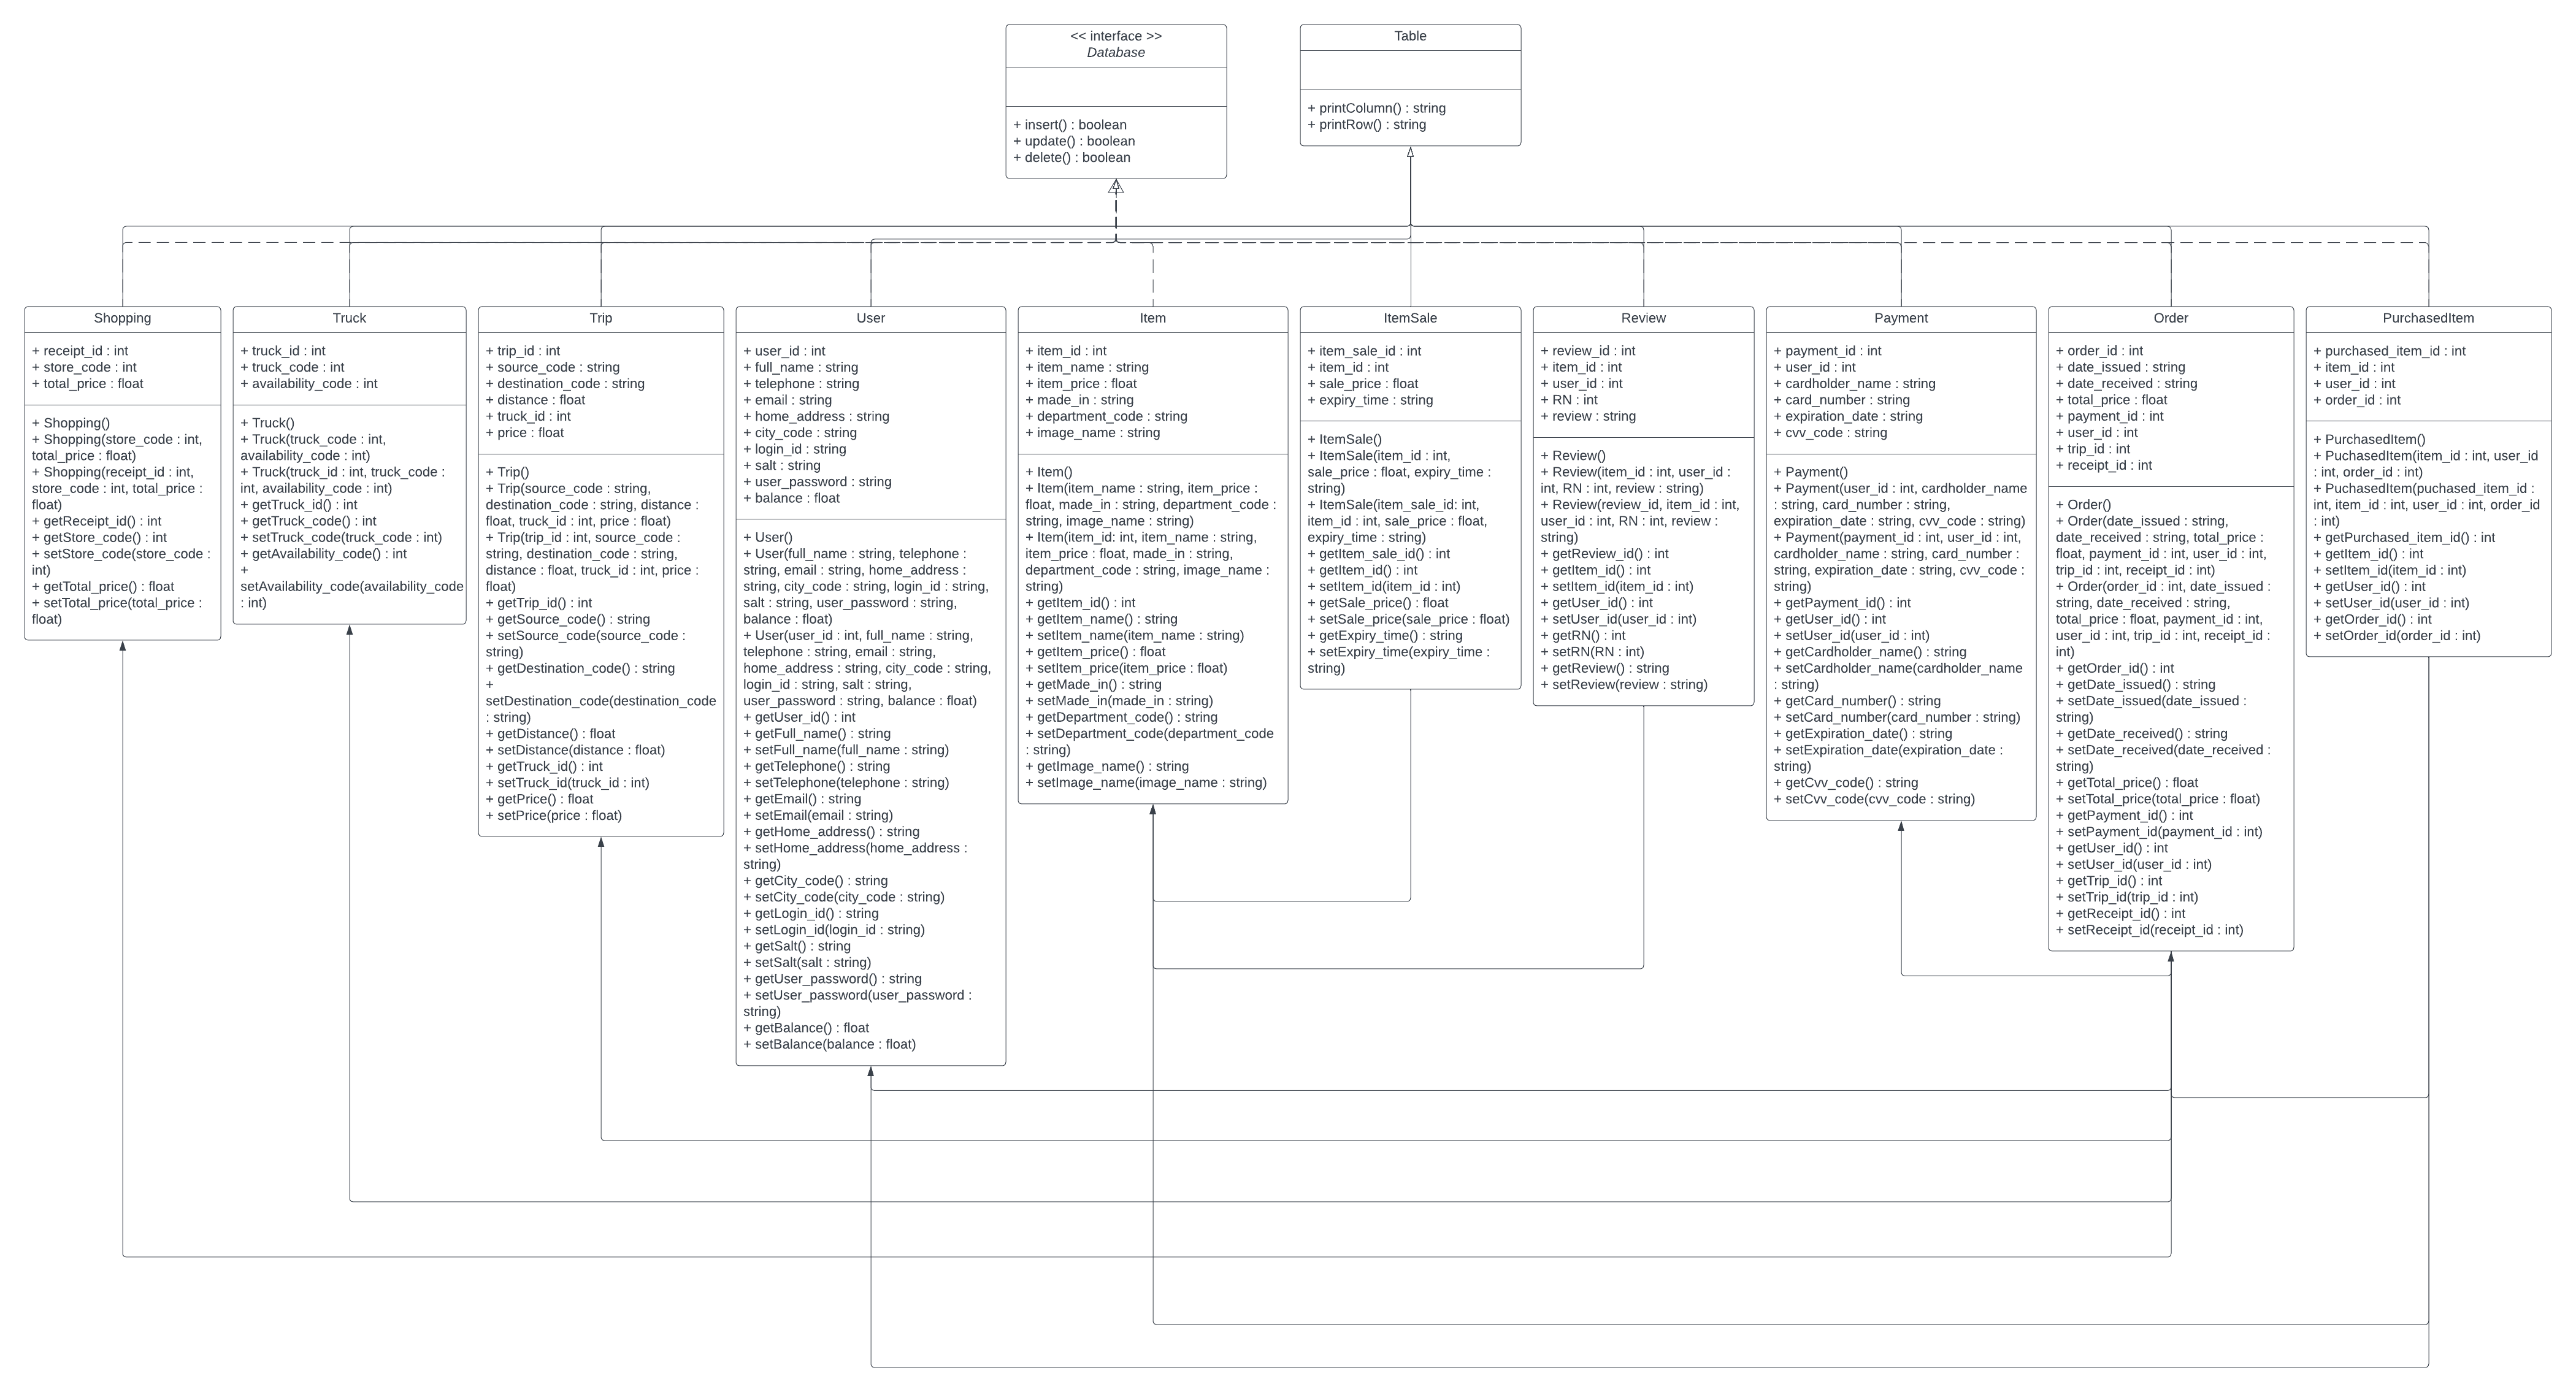 << interface >>
Database
+ insert() : boolean
+ update() : boolean
+ delete() : boolean
Table
+ printColumn() : string
+ printRow() : string
Shopping
+ receipt_id : int
+ store_code : int
+ total_price : float
+ Shopping()
+ Shopping(store_code : int,
total_price : float)
+ Shopping(receipt_id : int,
store_code : int, total_price :
float)
+ getReceipt_id() : int
+ getStore_code() : int
+ setStore_code(store_code :
int)
+ getTotal_price() : float
+ setTotal_price(total_price :
float)
Truck
+ truck_id : int
+ truck_code : int
+ availability_code : int
+ Truck()
+ Truck(truck_code : int,
availability_code : int)
+ Truck(truck_id : int, truck_code :
int, availability_code : int)
+ getTruck_id() : int
+ getTruck_code() : int
+ setTruck_code(truck_code : int)
+ getAvailability_code() : int
+
setAvailability_code(availability_code
: int)
Trip
+ trip_id : int
+ source_code : string
+ destination_code : string
+ distance : float
+ truck_id : int
+ price : float
+ Trip()
+ Trip(source_code : string,
destination_code : string, distance :
float, truck_id : int, price : float)
+ Trip(trip_id : int, source_code :
string, destination_code : string,
distance : float, truck_id : int, price :
float)
+ getTrip_id() : int
+ getSource_code() : string
+ setSource_code(source_code :
string)
+ getDestination_code() : string
+
setDestination_code(destination_code
: string)
+ getDistance() : float
+ setDistance(distance : float)
+ getTruck_id() : int
+ setTruck_id(truck_id : int)
+ getPrice() : float
+ setPrice(price : float)
User
+ user_id : int
+ full_name : string
+ telephone : string
+ email : string
+ home_address : string
+ city_code : string
+ login_id : string
+ salt : string
+ user_password : string
+ balance : float
+ User()
+ User(full_name : string, telephone :
string, email : string, home_address :
string, city_code : string, login_id : string,
salt : string, user_password : string,
balance : float)
+ User(user_id : int, full_name : string,
telephone : string, email : string,
home_address : string, city_code : string,
login_id : string, salt : string,
user_password : string, balance : float)
+ getUser_id() : int
+ getFull_name() : string
+ setFull_name(full_name : string)
+ getTelephone() : string
+ setTelephone(telephone : string)
+ getEmail() : string
+ setEmail(email : string)
+ getHome_address() : string
+ setHome_address(home_address :
string)
+ getCity_code() : string
+ setCity_code(city_code : string)
+ getLogin_id() : string
+ setLogin_id(login_id : string)
+ getSalt() : string
+ setSalt(salt : string)
+ getUser_password() : string
+ setUser_password(user_password :
string)
+ getBalance() : float
+ setBalance(balance : float)
Item
+ item_id : int
+ item_name : string
+ item_price : float
+ made_in : string
+ department_code : string
+ image_name : string
+ Item()
+ Item(item_name : string, item_price :
float, made_in : string, department_code :
string, image_name : string)
+ Item(item_id: int, item_name : string,
item_price : float, made_in : string,
department_code : string, image_name :
string)
+ getItem_id() : int
+ getItem_name() : string
+ setItem_name(item_name : string)
+ getItem_price() : float
+ setItem_price(item_price : float)
+ getMade_in() : string
+ setMade_in(made_in : string)
+ getDepartment_code() : string
+ setDepartment_code(department_code
: string)
+ getImage_name() : string
+ setImage_name(image_name : string)
ItemSale
+ item_sale_id : int
+ item_id : int
+ sale_price : float
+ expiry_time : string
+ ItemSale()
+ ItemSale(item_id : int,
sale_price : float, expiry_time :
string)
+ ItemSale(item_sale_id: int,
item_id : int, sale_price : float,
expiry_time : string)
+ getItem_sale_id() : int
+ getItem_id() : int
+ setItem_id(item_id : int)
+ getSale_price() : float
+ setSale_price(sale_price : float)
+ getExpiry_time() : string
+ setExpiry_time(expiry_time :
string)
Review
+ review_id : int
+ item_id : int
+ user_id : int
+ RN : int
+ review : string
+ Review()
+ Review(item_id : int, user_id :
int, RN : int, review : string)
+ Review(review_id, item_id : int,
user_id : int, RN : int, review :
string)
+ getReview_id() : int
+ getItem_id() : int
+ setItem_id(item_id : int)
+ getUser_id() : int
+ setUser_id(user_id : int)
+ getRN() : int
+ setRN(RN : int)
+ getReview() : string
+ setReview(review : string)
Payment
+ payment_id : int
+ user_id : int
+ cardholder_name : string
+ card_number : string
+ expiration_date : string
+ cvv_code : string
+ Payment()
+ Payment(user_id : int, cardholder_name
: string, card_number : string,
expiration_date : string, cvv_code : string)
+ Payment(payment_id : int, user_id : int,
cardholder_name : string, card_number :
string, expiration_date : string, cvv_code :
string)
+ getPayment_id() : int
+ getUser_id() : int
+ setUser_id(user_id : int)
+ getCardholder_name() : string
+ setCardholder_name(cardholder_name
: string)
+ getCard_number() : string
+ setCard_number(card_number : string)
+ getExpiration_date() : string
+ setExpiration_date(expiration_date :
string)
+ getCvv_code() : string
+ setCvv_code(cvv_code : string)
Order
+ order_id : int
+ date_issued : string
+ date_received : string
+ total_price : float
+ payment_id : int
+ user_id : int
+ trip_id : int
+ receipt_id : int
+ Order()
+ Order(date_issued : string,
date_received : string, total_price :
float, payment_id : int, user_id : int,
trip_id : int, receipt_id : int)
+ Order(order_id : int, date_issued :
string, date_received : string,
total_price : float, payment_id : int,
user_id : int, trip_id : int, receipt_id :
int)
+ getOrder_id() : int
+ getDate_issued() : string
+ setDate_issued(date_issued :
string)
+ getDate_received() : string
+ setDate_received(date_received :
string)
+ getTotal_price() : float
+ setTotal_price(total_price : float)
+ getPayment_id() : int
+ setPayment_id(payment_id : int)
+ getUser_id() : int
+ setUser_id(user_id : int)
+ getTrip_id() : int
+ setTrip_id(trip_id : int)
+ getReceipt_id() : int
+ setReceipt_id(receipt_id : int)
PurchasedItem
+ purchased_item_id : int
+ item_id : int
+ user_id : int
+ order_id : int
+ PurchasedItem()
+ PuchasedItem(item_id : int, user_id
: int, order_id : int)
+ PuchasedItem(puchased_item_id :
int, item_id : int, user_id : int, order_id
: int)
+ getPurchased_item_id() : int
+ getItem_id() : int
+ setItem_id(item_id : int)
+ getUser_id() : int
+ setUser_id(user_id : int)
+ getOrder_id() : int
+ setOrder_id(order_id : int)